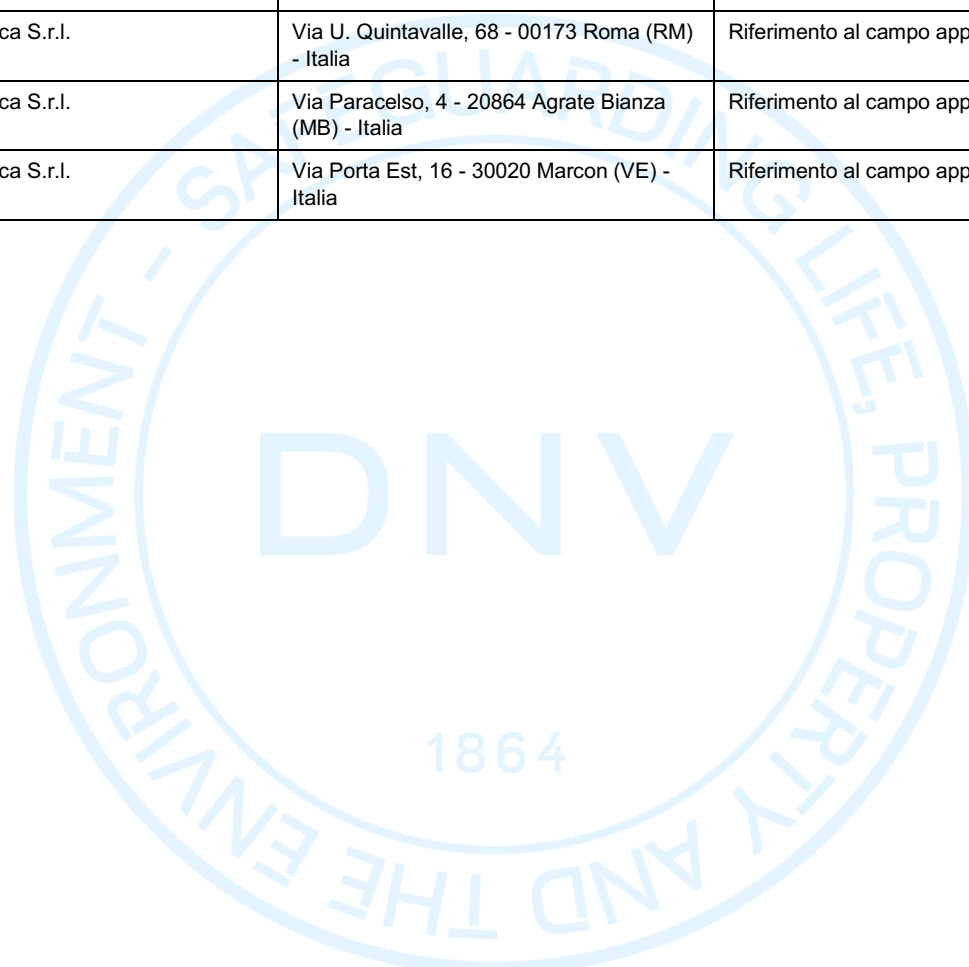 ca S.r.l. Via U. Quintavalle, 68 - 00173 Roma (RM) Riferimento al campo app
- Italia
ca S.r.l. Via Paracelso, 4 - 20864 Agrate Bianza Riferimento al campo app
(MB) - Italia
ca S.r.l. Via Porta Est, 16 - 30020 Marcon (VE) - Riferimento al campo app
Italia
SAFEGUARDING LIFE, PROPERTY AND THE ENVIRONMENT -
DNV
1864